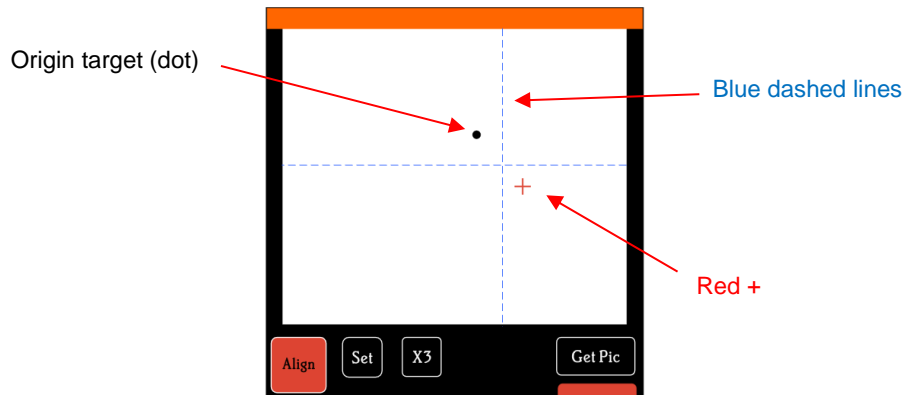 Origin target (dot)
Blue dashed lines
Red +
Align
Set
X3
Get Pic